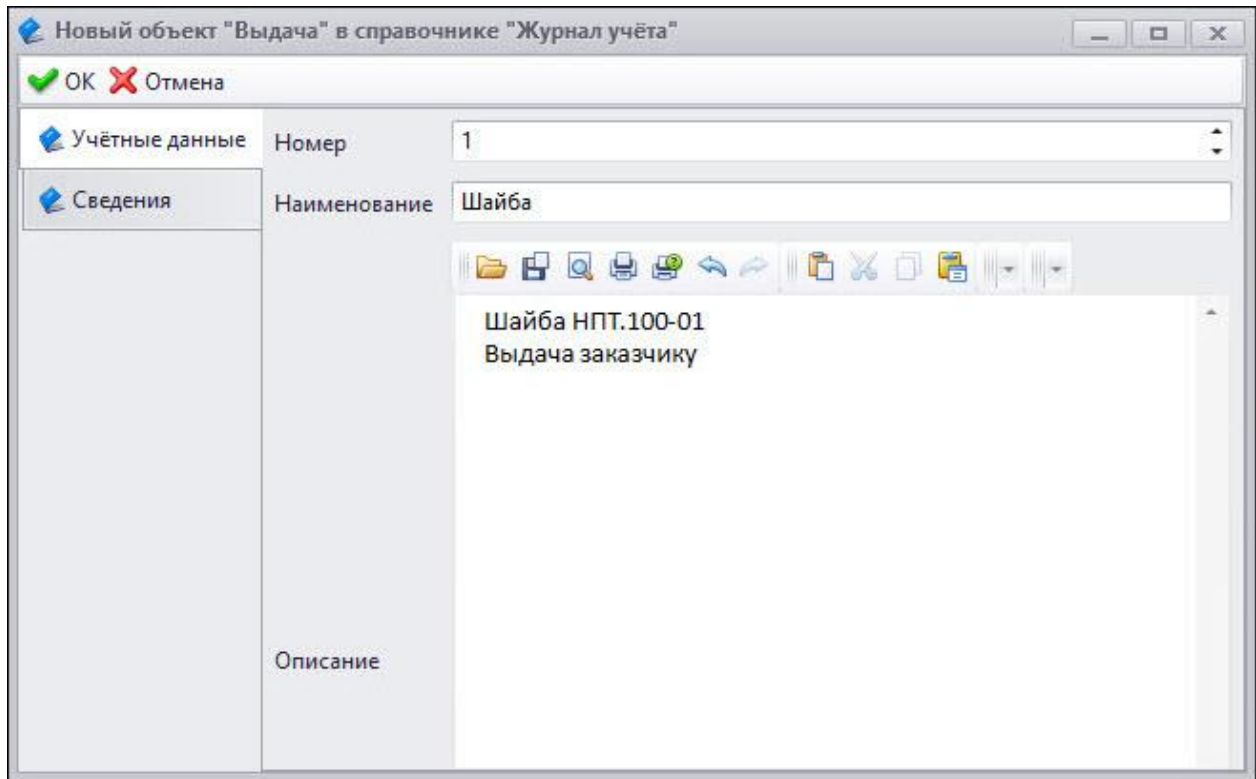 Новый объект "Выдача" в справочнике "Журнал учёта"
ОК Отмена
Учётные данные
Номер 1
Сведения
Наименование Шайба
Шайба НПТ.100-01
Выдача заказчику
Описание